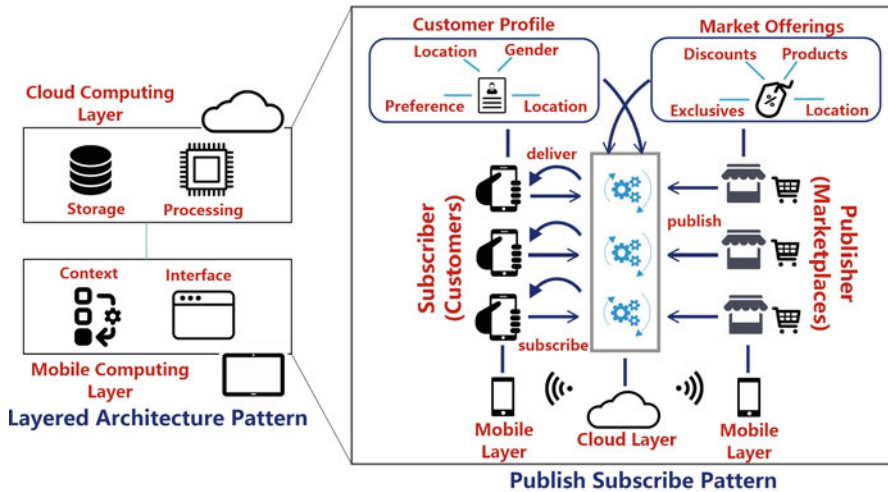 Cloud Computing
Layer
Storage
Processing
Context
Interface
Mobile Computing
Layer
Layered Architecture Pattern
Customer Profile
Location
Gender
Preference
Location
Market Offerings
Discounts
Products
%
Exclusives
Location
deliver
publish
subscribe
Subscriber
(Customers)
Publisher
(Marketplaces)
Mobile
Layer
Cloud Layer
Mobile
Layer
Publish Subscribe Pattern